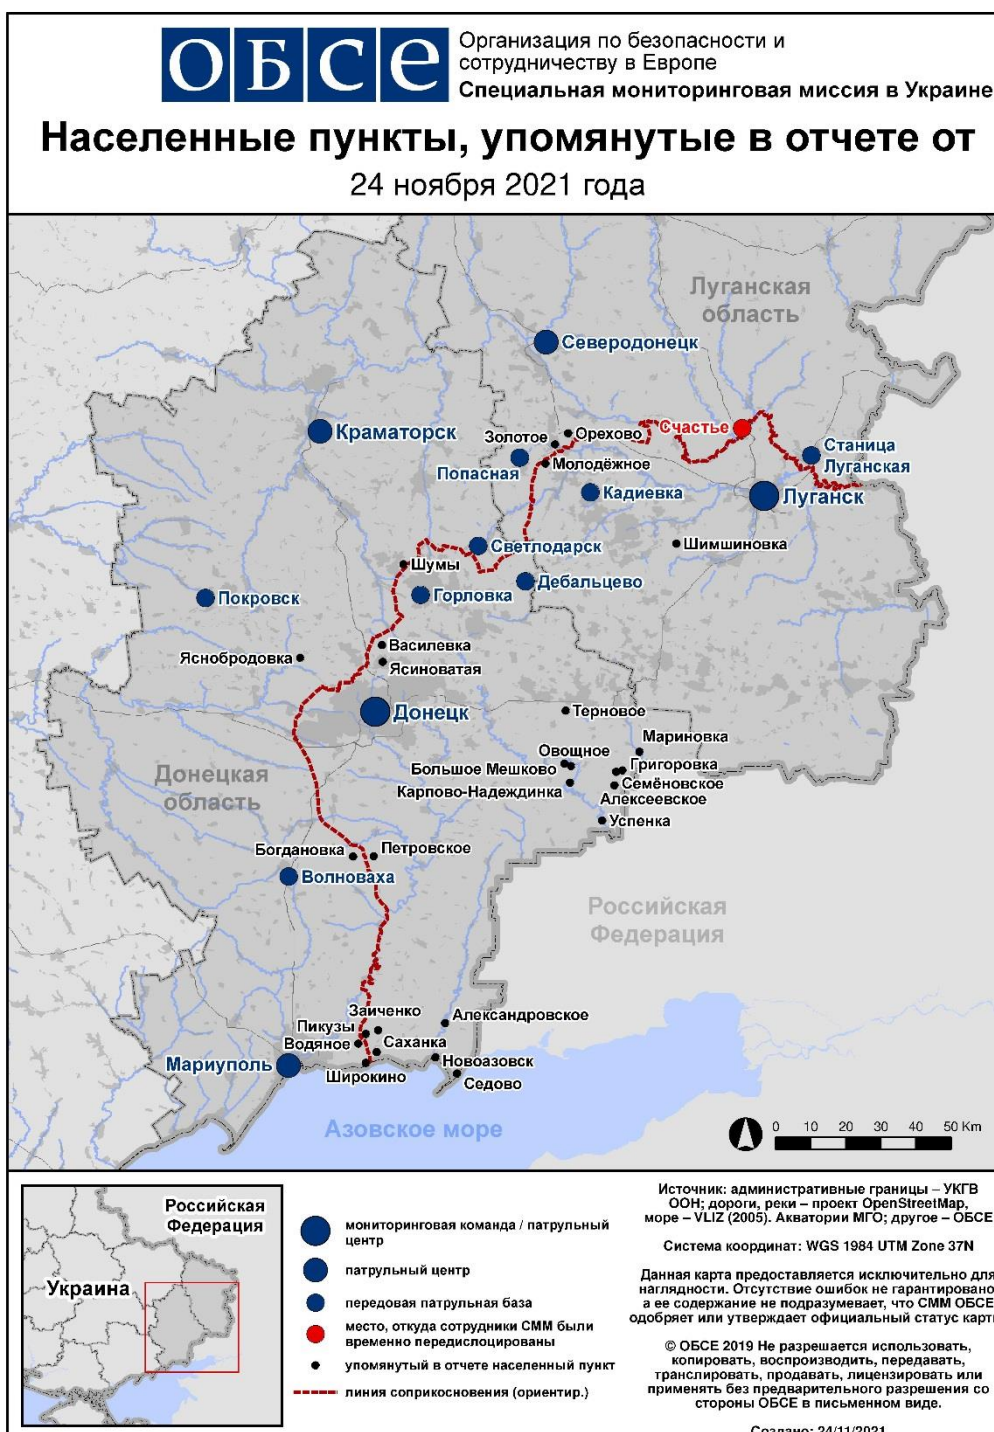 ОБСЕ
Организация по безопасности и
сотрудничеству в Европе
Специальная мониторинговая миссия в Украине
Населенные пункты, упомянутые в отчете от
24 ноября 2021 года
Луганская
область
Северодонецк
Краматорск
Золотое
Орехово
Счастье
Станица
Луганская
Попасная
Молодёжное
Кадиевка
Луганск
Светлодарск
Шимшиновка
Шумы
Дебальцево
Горловка
Покровск
Василевка
Яснобродовка
Ясиноватая
Донецк
Терновое
Мариновка
Овощное
Донецкая
область
Большое Мешково
Григоровка
Карпово-Надеждинка
Семёновское
Алексеевское
Успенка
Богдановка
Петровское
Волноваха
Российская
Федерация
Заиченко
Александровское
Пикузы
Водяное
Саханка
Мариуполь
Широкино
Новоазовск
Седово
Азовское море
0 10 20 30 40 50 Km
Российская
Федерация
Украина
мониторинговая команда / патрульный
центр
патрульный центр
передовая патрульная база
место, откуда сотрудники СММ были
временно передислоцированы
упомянутый в отчете населенный пункт
линия соприкосновения (ориентир.)
Источник: административные границы – УКГВ
ООН; дороги, реки – проект OpenStreetMap,
море – VLIZ (2005). Акватории МГО; другое – ОБСЕ
Система координат: WGS 1984 UTM Zone 37N
Данная карта предоставляется исключительно для
наглядности. Отсутствие ошибок не гарантировано,
а ее содержание не подразумевает, что СММ ОБСЕ
одобряет или утверждает официальный статус карты
© ОБСЕ 2019 Не разрешается использовать,
копировать, воспроизводить, передавать,
транслировать, продавать, лицензировать или
применять без предварительного разрешения со
стороны ОБСЕ в письменном виде.
Создано: 24/11/2021